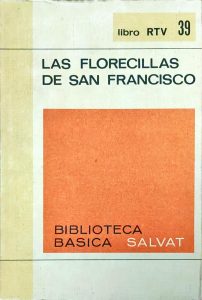 libro RTV 39
LAS FLORECILLAS
DE SAN FRANCISCO
BIBLIOTECA
BASICA SALVAT